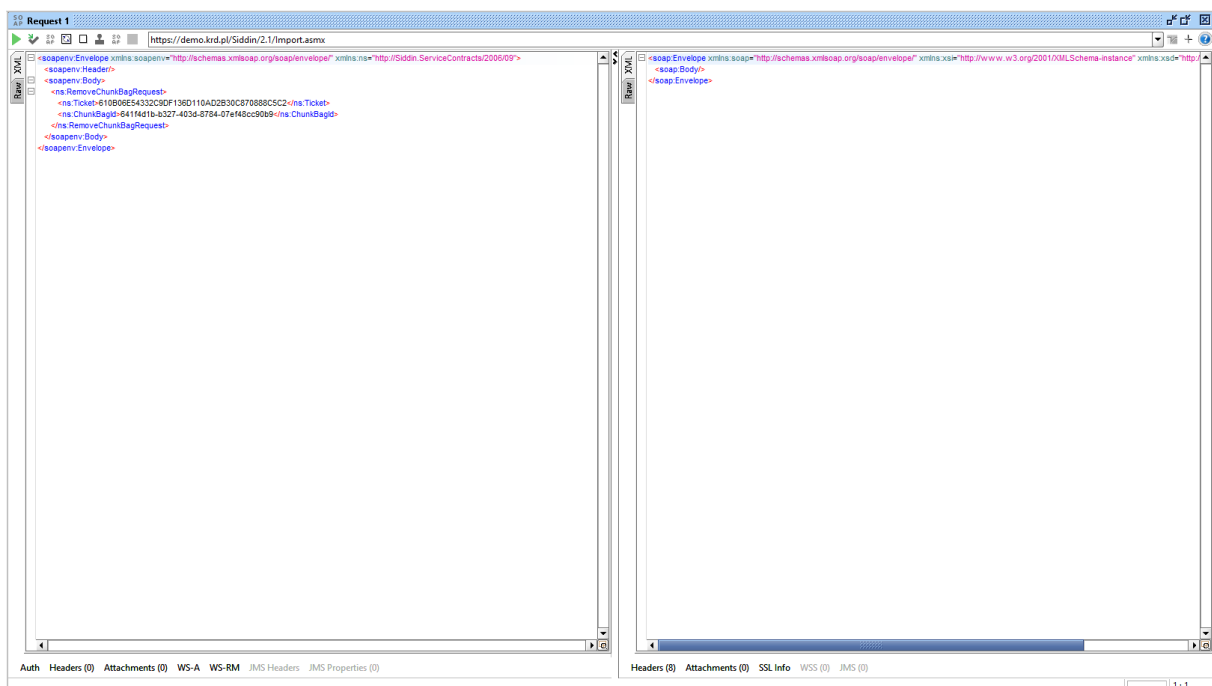 SO AP Request 1
https://demo.krd.pl/Siddin/2.1/Import.asmx
XML
Raw
<soapenv:Envelope xmlns:soapenv="http://schemas.xmlsoap.org/soap/envelope/" xmlns:ns="http://Siddin.ServiceContracts/2006/09">
<soapenv:Header/>
<soapenv:Body>
<ns:RemoveChunkBagRequest>
<ns:Ticket>610B06E54332C9DF136D110AD2B30C870888C5C2</ns:Ticket>
<ns:ChunkBagId>641f4d1b-b327-403d-8784-07ef48cc90b9</ns:ChunkBagId>
</ns:RemoveChunkBagRequest>
</soapenv:Body>
</soapenv:Envelope>
Auth Headers (0) Attachments (0) WS-A WS-RM JMS Headers JMS Properties (0)
XML
Raw
<soap:Envelope xmlns:soap="http://schemas.xmlsoap.org/soap/envelope/" xmlns:xsi="http://www.w3.org/2001/XMLSchema-instance" xmlns:xsd="http:/
<soap:Body/>
</soap:Envelope>
Headers (8) Attachments (0) SSL Info WSS (0) JMS (0)
1:1